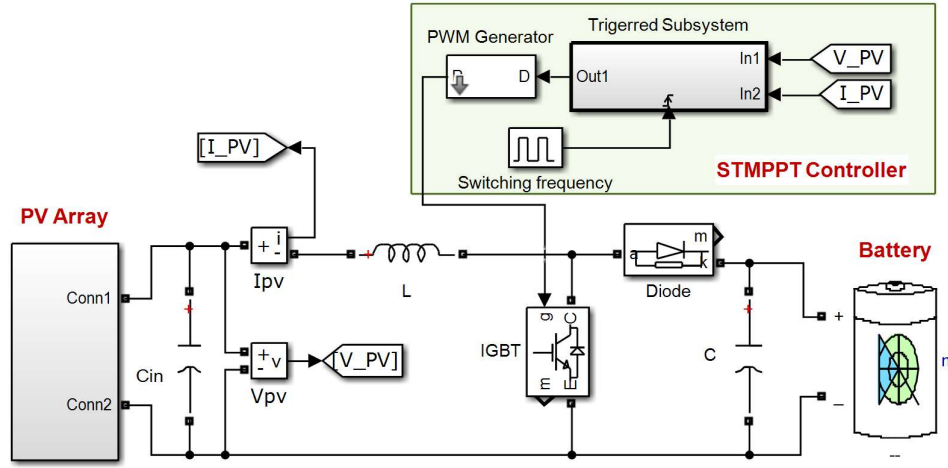 Trigerred Subsystem
PWM Generator
In1
V_PV
D
Out1
In2
I_PV
[I_PV]
Switching frequency
STMPPT Controller
PV Array
i
+
-
m
a
k
Battery
Ipv
L
Diode
Conn1
g
C
+
IGBT
C
+
v
-
[V_PV]
Cin
m
E
Conn2
Vpv
_
--